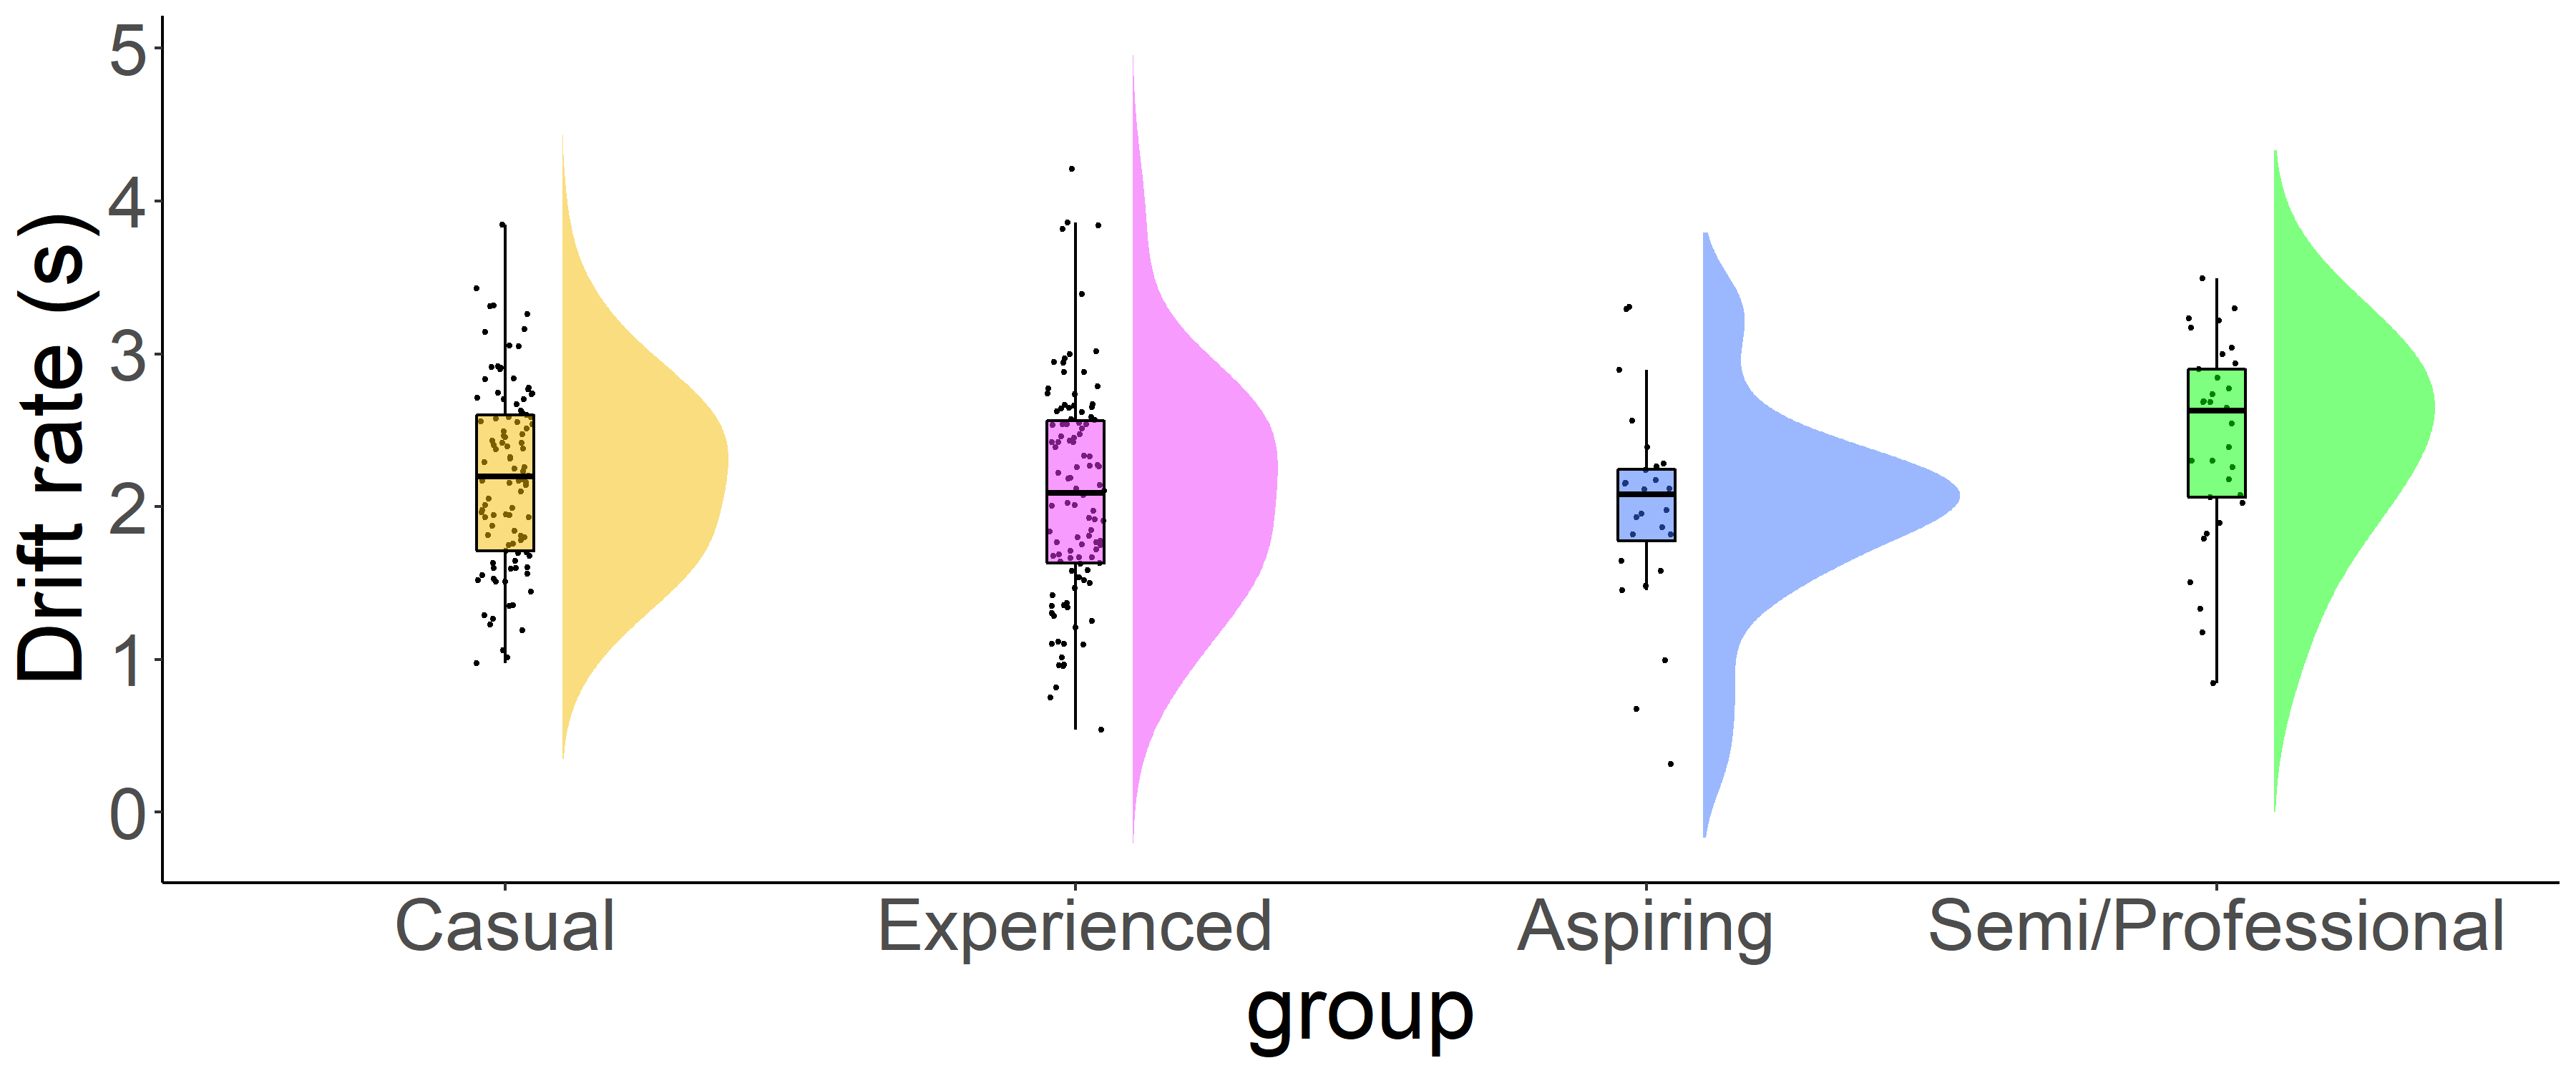 Drift rate (s)
5
4
3
2
1
0
Casual Experienced Aspiring Semi/Professional
group